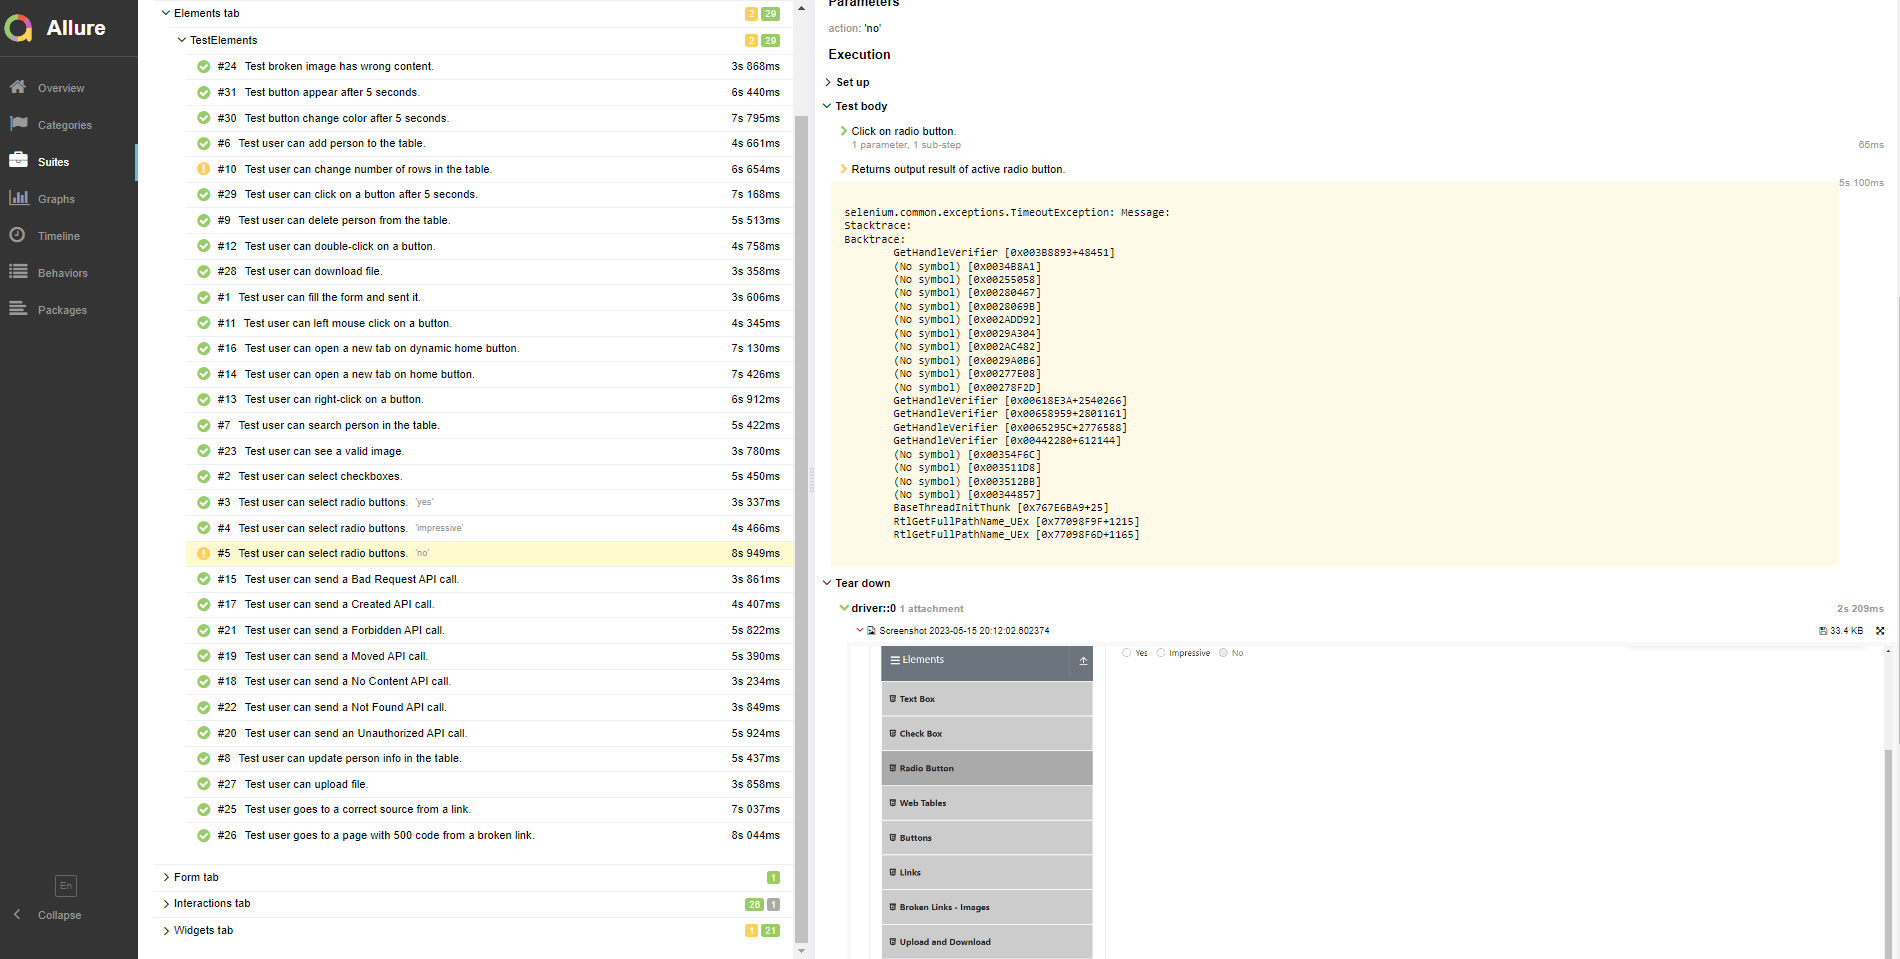 Allure
Overview
Categories
Suites
Graphs
Timeline
Behaviors
Packages
En
Collapse
Elements tab 2 29
TestElements 2 29
#24 Test broken image has wrong content. 3s 868ms
#31 Test button appear after 5 seconds. 6s 440ms
#30 Test button change color after 5 seconds. 7s 795ms
#6 Test user can add person to the table. 4s 661ms
#10 Test user can change number of rows in the table. 6s 654ms
#29 Test user can click on a button after 5 seconds. 7s 168ms
#9 Test user can delete person from the table. 5s 513ms
#12 Test user can double-click on a button. 4s 758ms
#28 Test user can download file. 3s 358ms
#1 Test user can fill the form and sent it. 3s 606ms
#11 Test user can left mouse click on a button. 4s 345ms
#16 Test user can open a new tab on dynamic home button. 7s 130ms
#14 Test user can open a new tab on home button. 7s 426ms
#13 Test user can right-click on a button. 6s 912ms
#7 Test user can search person in the table. 5s 422ms
#23 Test user can see a valid image. 3s 780ms
#2 Test user can select checkboxes. 5s 450ms
#3 Test user can select radio buttons. 'yes' 3s 337ms
#4 Test user can select radio buttons. 'impressive' 4s 466ms
#5 Test user can select radio buttons. 'no' 8s 949ms
#15 Test user can send a Bad Request API call. 3s 861ms
#17 Test user can send a Created API call. 4s 407ms
#21 Test user can send a Forbidden API call. 5s 822ms
#19 Test user can send a Moved API call. 5s 390ms
#18 Test user can send a No Content API call. 3s 234ms
#22 Test user can send a Not Found API call. 3s 849ms
#20 Test user can send an Unauthorized API call. 5s 924ms
#8 Test user can update person info in the table. 5s 437ms
#27 Test user can upload file. 3s 858ms
#25 Test user goes to a correct source from a link. 7s 037ms
#26 Test user goes to a page with 500 code from a broken link. 8s 044ms
Form tab 1
Interactions tab 26 1
Widgets tab 1 21
Parameters
action: 'no'
Execution
Set up
Test body
Click on radio button.
1 parameter, 1 sub-step 65ms
Returns output result of active radio button.
5s 100ms
selenium.common.exceptions.TimeoutException: Message:
Stacktrace:
Backtrace:
GetHandleVerifier [0x003B8893+48451]
(No symbol) [0x0034B8A1]
(No symbol) [0x00255058]
(No symbol) [0x00280467]
(No symbol) [0x0028069B]
(No symbol) [0x002ADD92]
(No symbol) [0x0029A304]
(No symbol) [0x002AC482]
(No symbol) [0x0029A0B6]
(No symbol) [0x00277E08]
(No symbol) [0x00278F2D]
GetHandleVerifier [0x00618E3A+2540266]
GetHandleVerifier [0x00658959+2801161]
GetHandleVerifier [0x0065295C+2776588]
GetHandleVerifier [0x00442280+612144]
(No symbol) [0x00354F6C]
(No symbol) [0x003511D8]
(No symbol) [0x003512BB]
(No symbol) [0x00344857]
BaseThreadInitThunk [0x767E6BA9+25]
RtlGetFullPathName_UEx [0x77098F9F+1215]
RtlGetFullPathName_UEx [0x77098F6D+1165]
Tear down
driver::0 1 attachment 2s 209ms
Screenshot 2023-05-15 20:12:02.602374 33.4 KB
Elements
Yes Impressive No
Text Box
Check Box
Radio Button
Web Tables
Buttons
Links
Broken Links - Images
Upload and Download